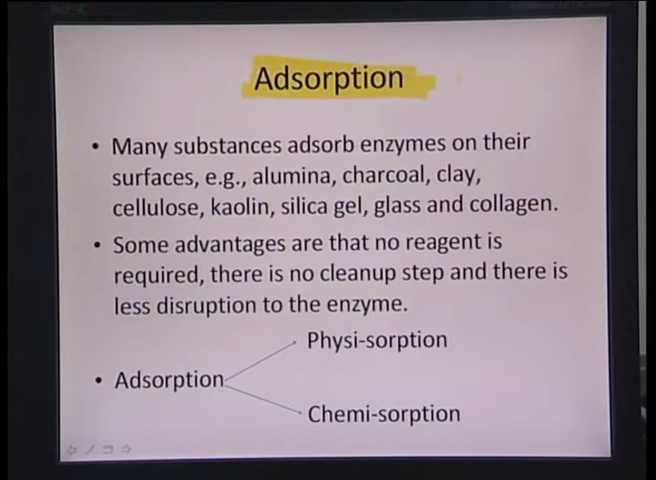 Adsorption
• Many substances adsorb enzymes on their
surfaces, e.g., alumina, charcoal, clay,
cellulose, kaolin, silica gel, glass and collagen.
• Some advantages are that no reagent is
required, there is no cleanup step and there is
less disruption to the enzyme.
Physi-sorption
• Adsorption
Chemi-sorption